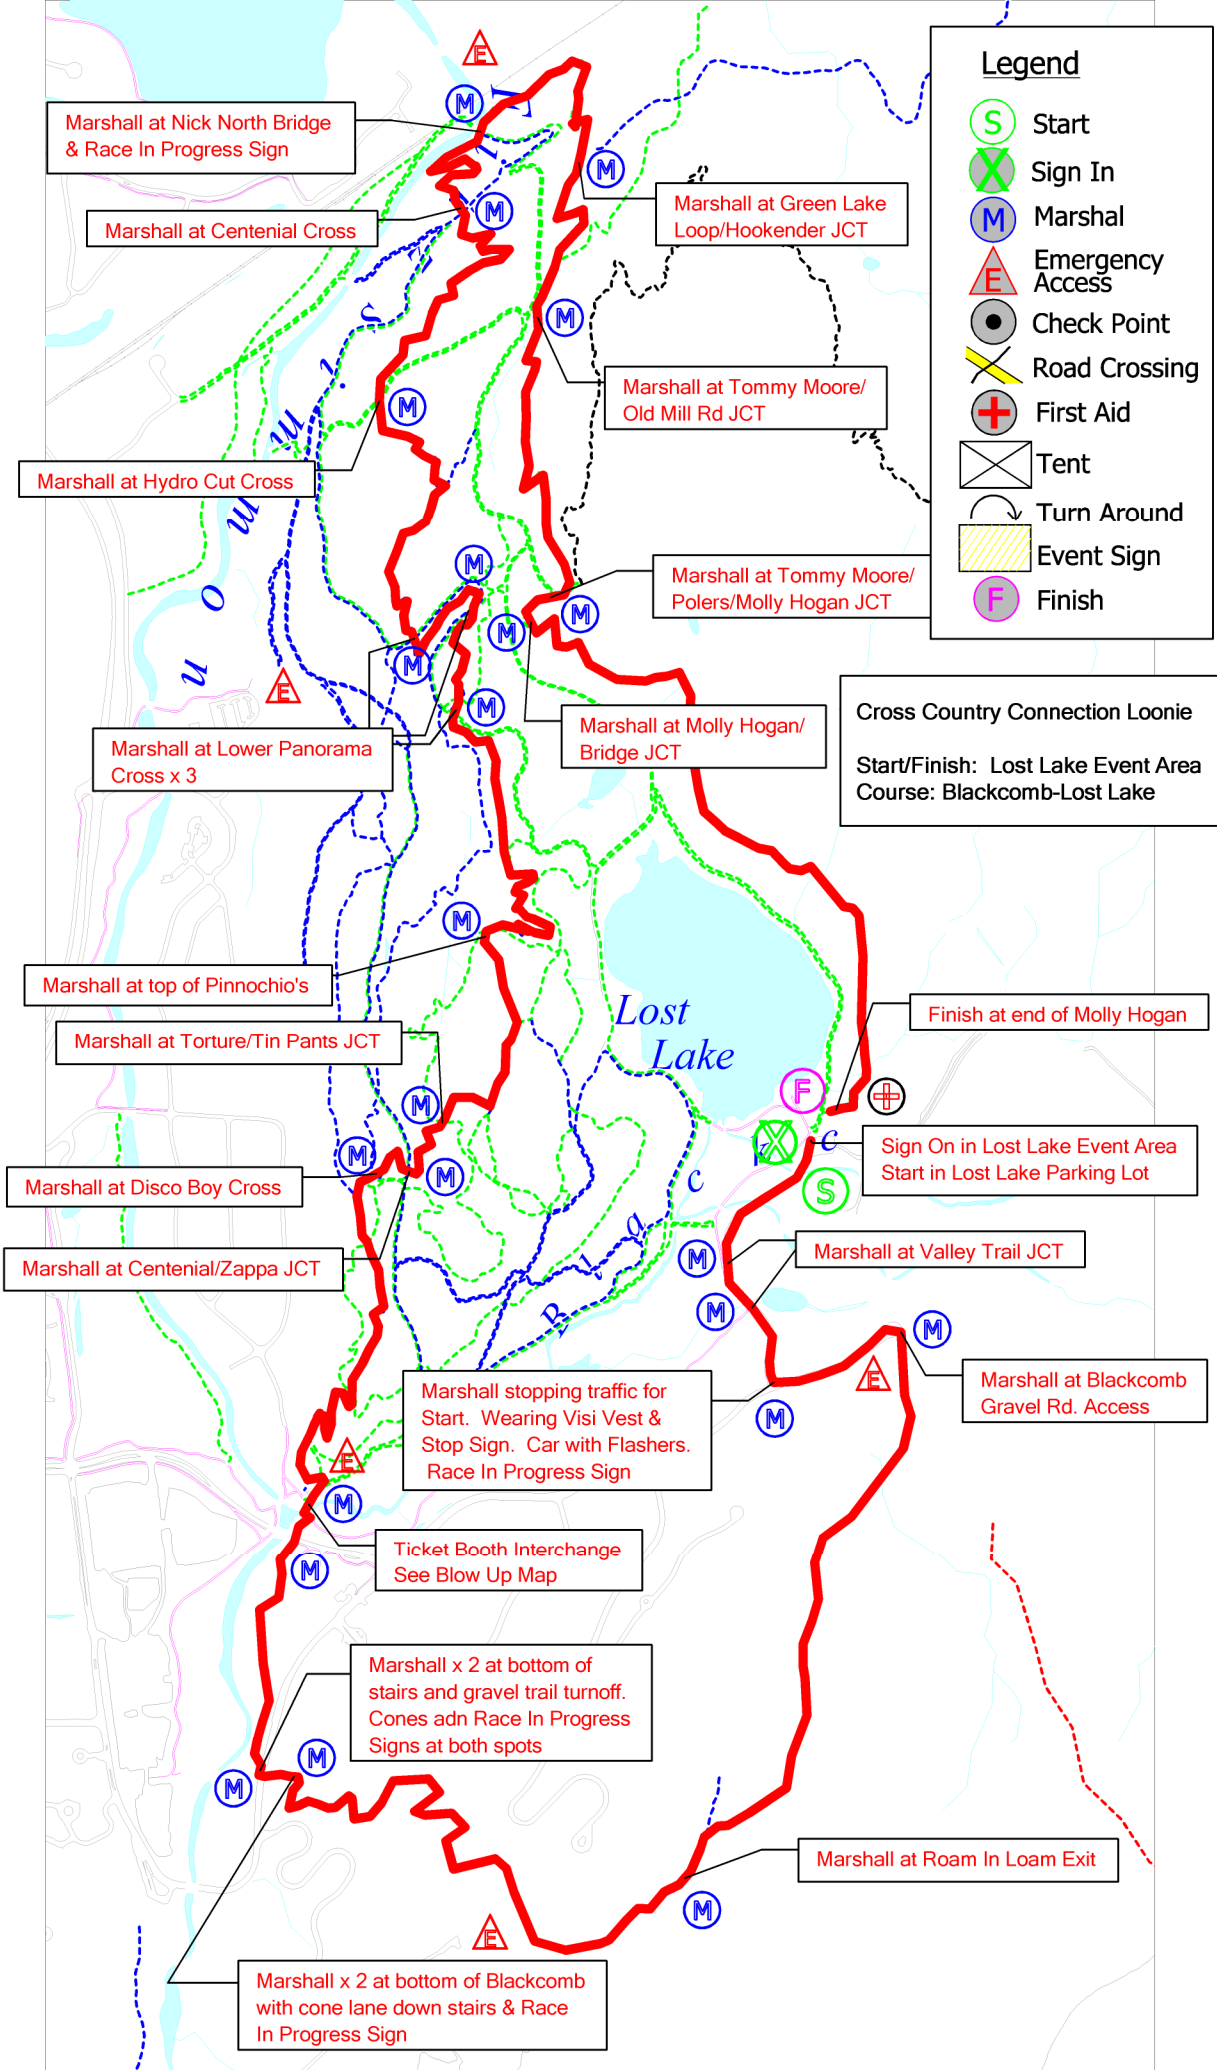 Legend
S Start
X Sign In
M Marshal
E Emergency
Access
Check Point
Road Crossing
First Aid
Tent
Turn Around
Event Sign
F Finish
Cross Country Connection Loonie
Start/Finish: Lost Lake Event Area
Course: Blackcomb-Lost Lake
E
M
Marshall at Nick North Bridge
& Race In Progress Sign
M
Marshall at Green Lake
Loop/Hookender JCT
Marshall at Centenial Cross
M
M
Marshall at Tommy Moore/
Old Mill Rd JCT
M
Marshall at Hydro Cut Cross
M
Marshall at Tommy Moore/
Polers/Molly Hogan JCT
M
M
M
E
M
Marshall at Molly Hogan/
Bridge JCT
Marshall at Lower Panorama
Cross x 3
M
Marshall at top of Pinnochio's
Lost
Lake
Finish at end of Molly Hogan
Marshall at Torture/Tin Pants JCT
F
M
X
Sign On in Lost Lake Event Area
Start in Lost Lake Parking Lot
M
M
S
Marshall at Disco Boy Cross
Marshall at Valley Trail JCT
M
Marshall at Centenial/Zappa JCT
M
M
E
Marshall at Blackcomb
Gravel Rd. Access
Marshall stopping traffic for
Start. Wearing Visi Vest &
Stop Sign. Car with Flashers.
Race In Progress Sign
M
E
M
Ticket Booth Interchange
See Blow Up Map
M
Marshall x 2 at bottom of
stairs and gravel trail turnoff.
Cones adn Race In Progress
Signs at both spots
M
M
Marshall at Roam In Loam Exit
M
E
Marshall x 2 at bottom of Blackcomb
with cone lane down stairs & Race
In Progress Sign